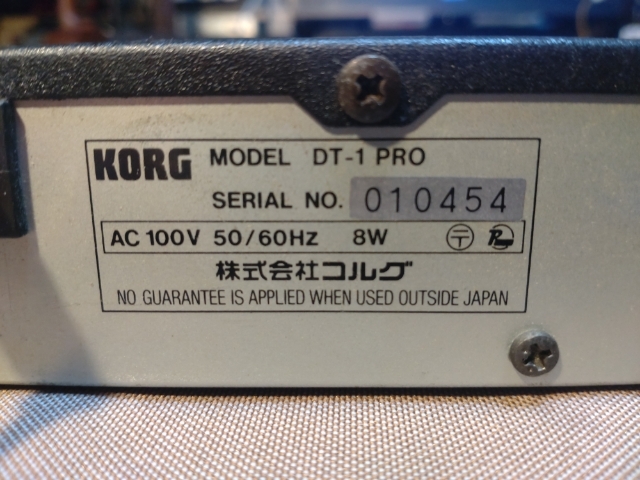 KORG MODEL DT-1 PRO
SERIAL NO. 010454
AC 100V 50/60Hz 8W 〒
株式会社コルグ
NO GUARANTEE IS APPLIED WHEN USED OUTSIDE JAPAN